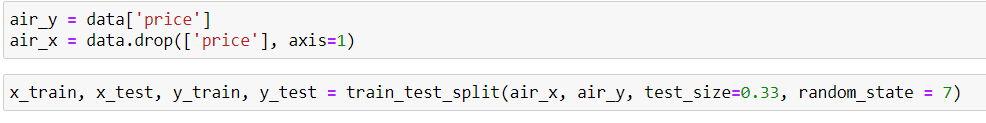 air_y = data['price']
air_x = data.drop(['price'], axis=1)
x_train, x_test, y_train, y_test = train_test_split(air_x, air_y, test_size=0.33, random_state = 7)